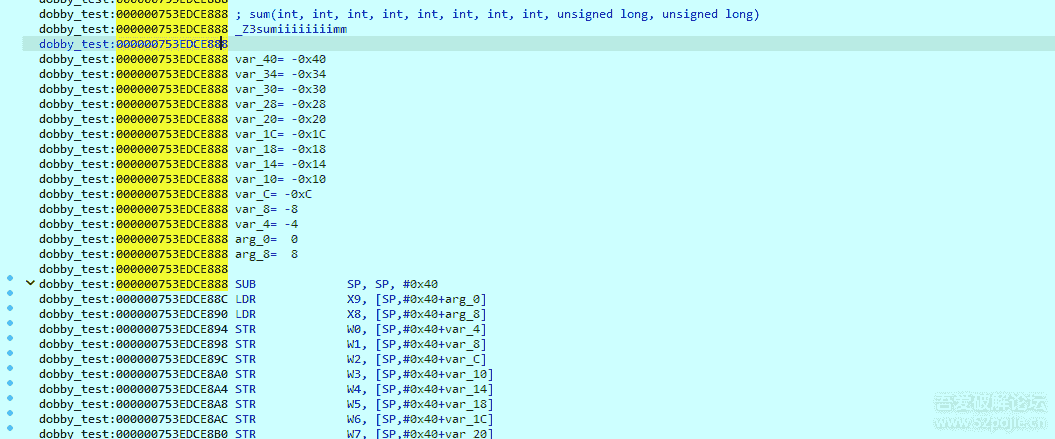 dobby_test:000000753EDCE888
dobby_test:000000753EDCE888 ; sum(int, int, int, int, int, int, int, int, unsigned long, unsigned long)
dobby_test:000000753EDCE888 _Z3sumiiiiiiiimm
dobby_test:000000753EDCE888
dobby_test:000000753EDCE888 var_40= -0x40
dobby_test:000000753EDCE888 var_34= -0x34
dobby_test:000000753EDCE888 var_30= -0x30
dobby_test:000000753EDCE888 var_28= -0x28
dobby_test:000000753EDCE888 var_20= -0x20
dobby_test:000000753EDCE888 var_1C= -0x1C
dobby_test:000000753EDCE888 var_18= -0x18
dobby_test:000000753EDCE888 var_14= -0x14
dobby_test:000000753EDCE888 var_10= -0x10
dobby_test:000000753EDCE888 var_C= -0xC
dobby_test:000000753EDCE888 var_8= -8
dobby_test:000000753EDCE888 var_4= -4
dobby_test:000000753EDCE888 arg_0= 0
dobby_test:000000753EDCE888 arg_8= 8
dobby_test:000000753EDCE888
dobby_test:000000753EDCE888 SUB SP, SP, #0x40
dobby_test:000000753EDCE88C LDR X9, [SP,#0x40+arg_0]
dobby_test:000000753EDCE890 LDR X8, [SP,#0x40+arg_8]
dobby_test:000000753EDCE894 STR W0, [SP,#0x40+var_4]
dobby_test:000000753EDCE898 STR W1, [SP,#0x40+var_8]
dobby_test:000000753EDCE89C STR W2, [SP,#0x40+var_C]
dobby_test:000000753EDCE8A0 STR W3, [SP,#0x40+var_10]
dobby_test:000000753EDCE8A4 STR W4, [SP,#0x40+var_14]
dobby_test:000000753EDCE8A8 STR W5, [SP,#0x40+var_18]
dobby_test:000000753EDCE8AC STR W6, [SP,#0x40+var_1C]
dobby_test:000000753EDCE8B0 STR W7, [SP,#0x40+var_20]
吾爱破解论坛
www.52pojie.cn